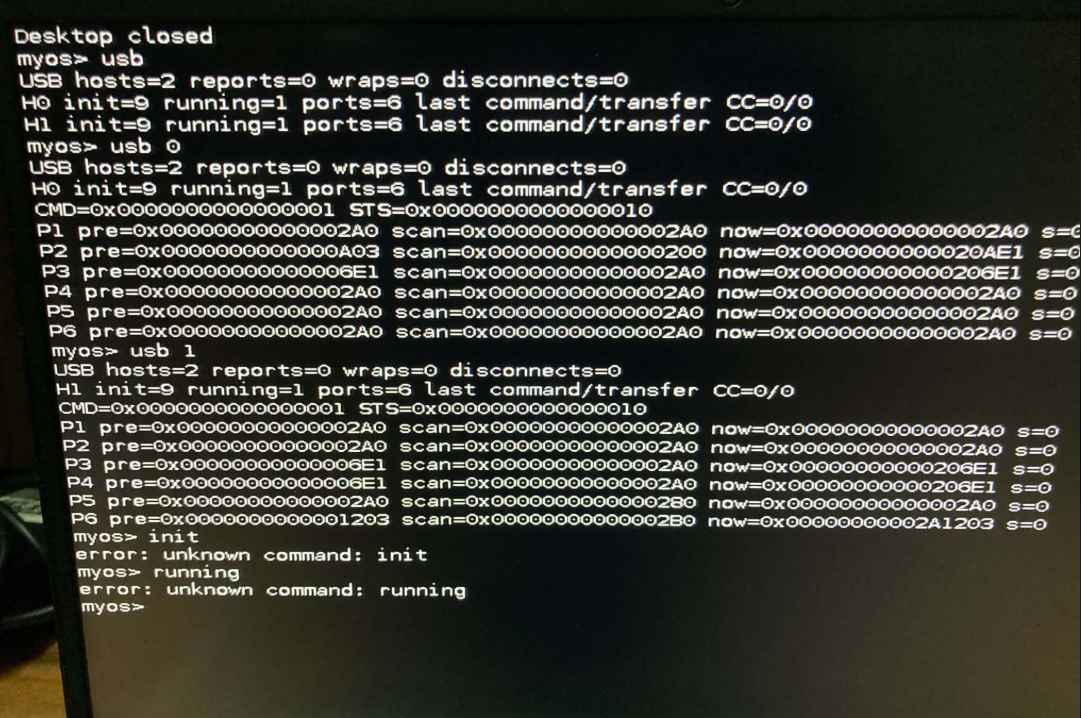 Desktop closed
myos> usb
USB hosts=2 reports=0 wraps=0 disconnects=0
H0 init=9 running=1 ports=6 last command/transfer CC=0/0
H1 init=9 running=1 ports=6 last command/transfer CC=0/0
myos> usb 0
USB hosts=2 reports=0 wraps=0 disconnects=0
H0 init=9 running=1 ports=6 last command/transfer CC=0/0
CMD=0x0000000000000001 STS=0x0000000000000010
P1 pre=0x00000000000002A0 scan=0x00000000000002A0 now=0x00000000000002A0 s=0
P2 pre=0x0000000000000A03 scan=0x0000000000000200 now=0x0000000000020AE1 s=0
P3 pre=0x00000000000006E1 scan=0x00000000000002A0 now=0x00000000000206E1 s=0
P4 pre=0x00000000000002A0 scan=0x00000000000002A0 now=0x00000000000002A0 s=0
P5 pre=0x00000000000002A0 scan=0x00000000000002A0 now=0x00000000000002A0 s=0
P6 pre=0x00000000000002A0 scan=0x00000000000002A0 now=0x00000000000002A0 s=0
myos> usb 1
USB hosts=2 reports=0 wraps=0 disconnects=0
H1 init=9 running=1 ports=6 last command/transfer CC=0/0
CMD=0x0000000000000001 STS=0x0000000000000010
P1 pre=0x00000000000002A0 scan=0x00000000000002A0 now=0x00000000000002A0 s=0
P2 pre=0x00000000000002A0 scan=0x00000000000002A0 now=0x00000000000002A0 s=0
P3 pre=0x00000000000006E1 scan=0x00000000000002A0 now=0x00000000000206E1 s=0
P4 pre=0x00000000000006E1 scan=0x00000000000002A0 now=0x00000000000206E1 s=0
P5 pre=0x00000000000002A0 scan=0x00000000000002B0 now=0x00000000000002A0 s=0
P6 pre=0x0000000000001203 scan=0x00000000000002B0 now=0x00000000002A1203 s=0
myos> init
error: unknown command: init
myos> running
error: unknown command: running
myos>